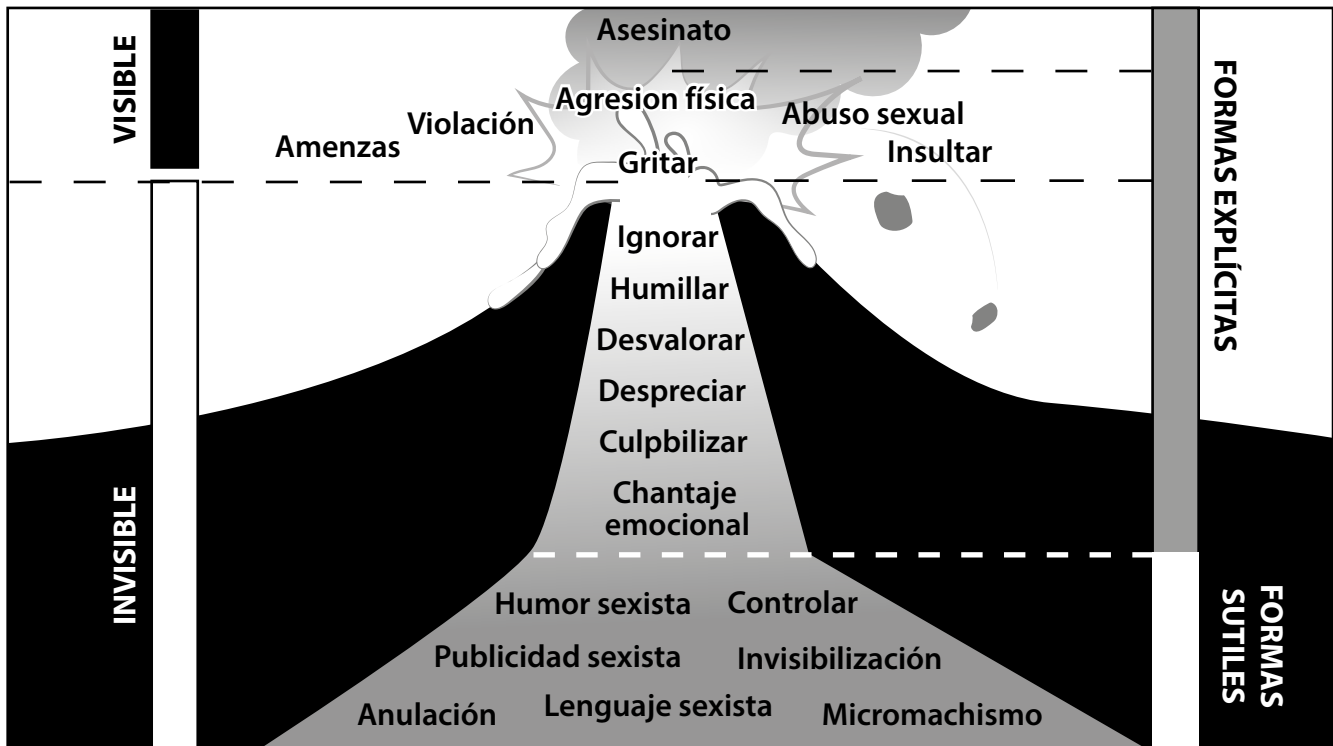 VISIBLE
Asesinato
Agresion física
Violación
Abuso sexual
Amenzas
Insultar
Gritar
FORMAS EXPLÍCITAS
Ignorar
Humillar
Desvalorar
Despreciar
Culpbilizar
Chantaje
emocional
INVISIBLE
Humor sexista
Controlar
Publicidad sexista
Invisibilización
Anulación
Lenguaje sexista
Micromachismo
FORMAS
SUTILES